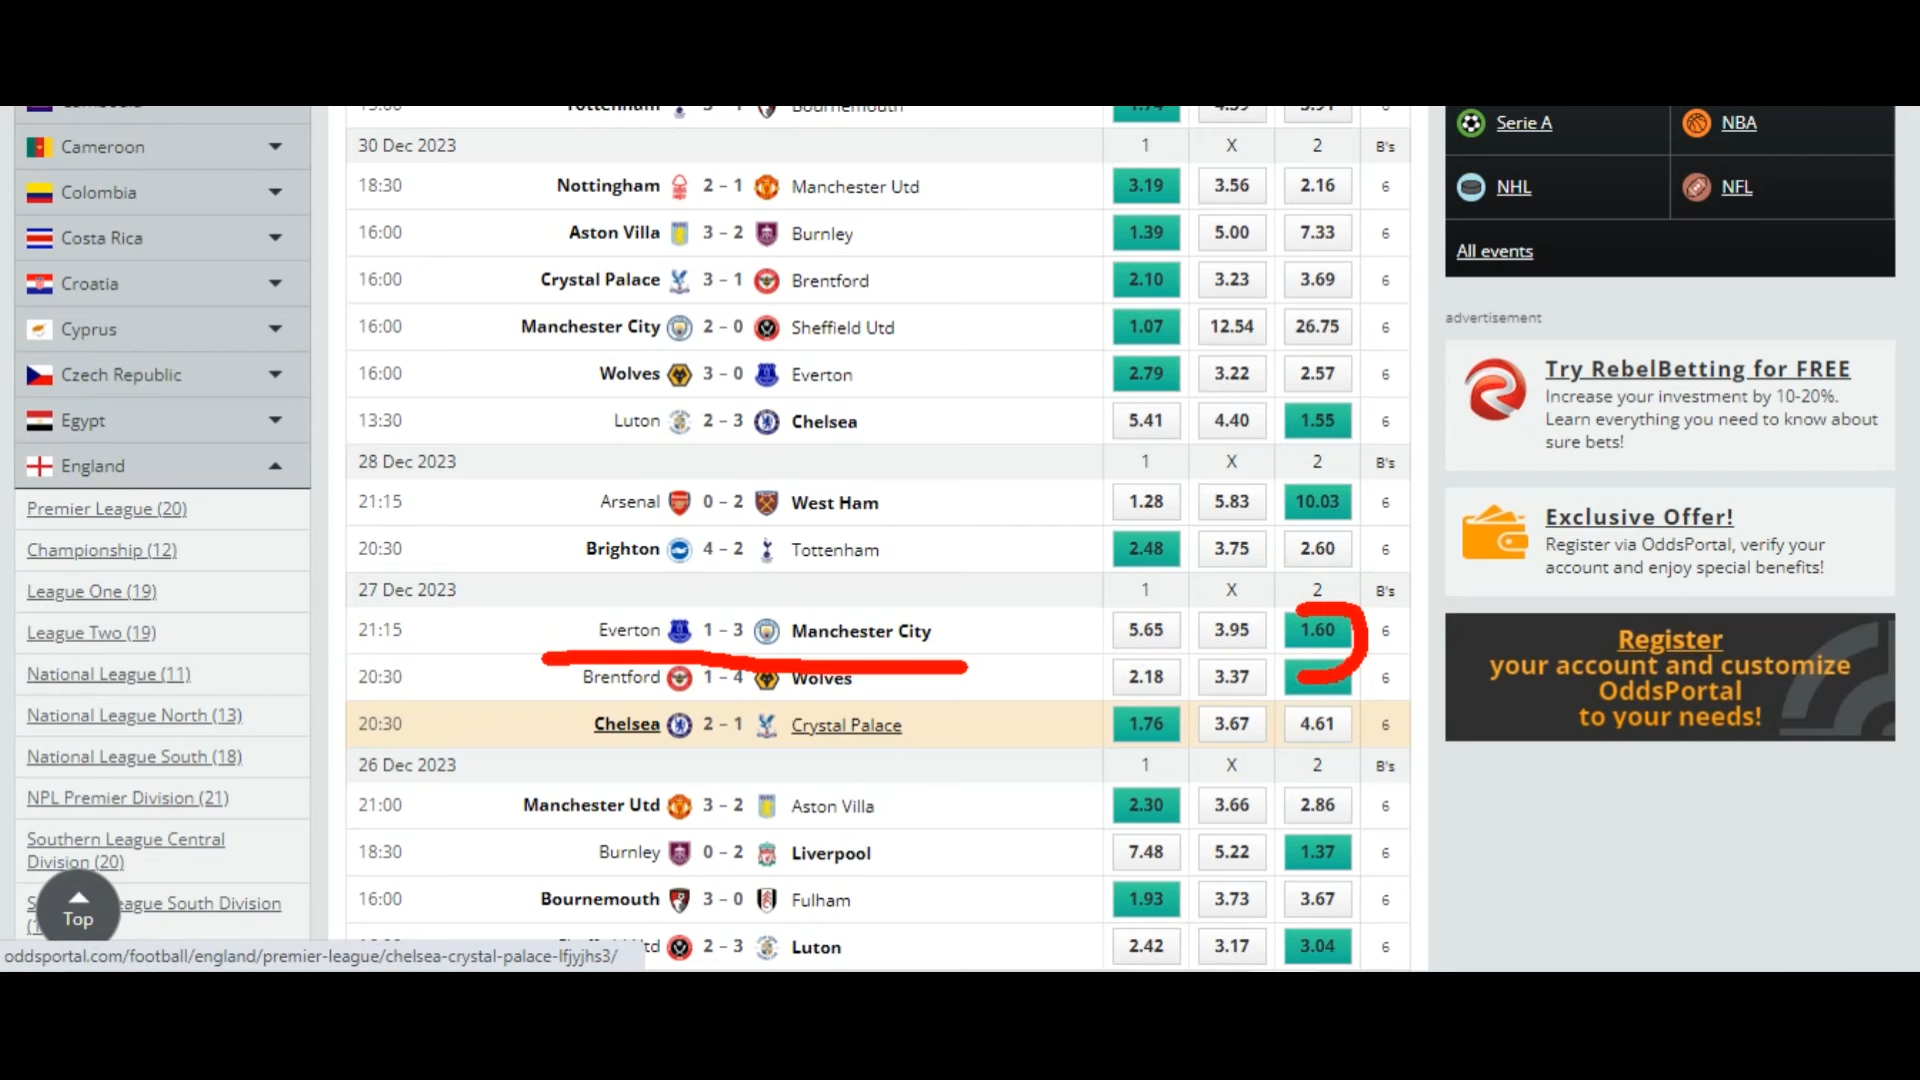 Cameroon
Colombia
Costa Rica
Croatia
Cyprus
Czech Republic
Egypt
England
Premier League (20)
Championship (12)
League One (19)
League Two (19)
National League (11)
National League North (13)
National League South (18)
NPL Premier Division (21)
Southern League Central
Division (20)
eague South Division
Top
oddsportal.com/football/england/premier-league/chelsea-crystal-palace-lfjyjhs3/
30 Dec 2023 1 X 2 B's
18:30 Nottingham 2 – 1 Manchester Utd 3.19 3.56 2.16 6
16:00 Aston Villa 3 – 2 Burnley 1.39 5.00 7.33 6
16:00 Crystal Palace 3 – 1 Brentford 2.10 3.23 3.69 6
16:00 Manchester City 2 – 0 Sheffield Utd 1.07 12.54 26.75 6
16:00 Wolves 3 – 0 Everton 2.79 3.22 2.57 6
13:30 Luton 2 – 3 Chelsea 5.41 4.40 1.55 6
28 Dec 2023 1 X 2 B's
21:15 Arsenal 0 – 2 West Ham 1.28 5.83 10.03 6
20:30 Brighton 4 – 2 Tottenham 2.48 3.75 2.60 6
27 Dec 2023 1 X 2 B's
21:15 Everton 1 – 3 Manchester City 5.65 3.95 1.60 6
20:30 Brentford 1 – 4 Wolves 2.18 3.37 6
20:30 Chelsea 2 – 1 Crystal Palace 1.76 3.67 4.61 6
26 Dec 2023 1 X 2 B's
21:00 Manchester Utd 3 – 2 Aston Villa 2.30 3.66 2.86 6
18:30 Burnley 0 – 2 Liverpool 7.48 5.22 1.37 6
16:00 Bournemouth 3 – 0 Fulham 1.93 3.73 3.67 6
2 – 3 Luton 2.42 3.17 3.04 6
Serie A NBA
NHL NFL
All events
advertisement
Try RebelBetting for FREE
Increase your investment by 10-20%.
Learn everything you need to know about
sure bets!
Exclusive Offer!
Register via OddsPortal, verify your
account and enjoy special benefits!
Register
your account and customize
OddsPortal
to your needs!